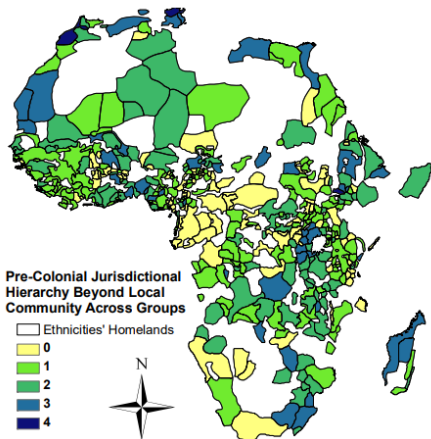 Pre-Colonial Jurisdictional
Hierarchy Beyond Local
Community Across Groups
Ethnicities' Homelands
0
1
2
3
4
N